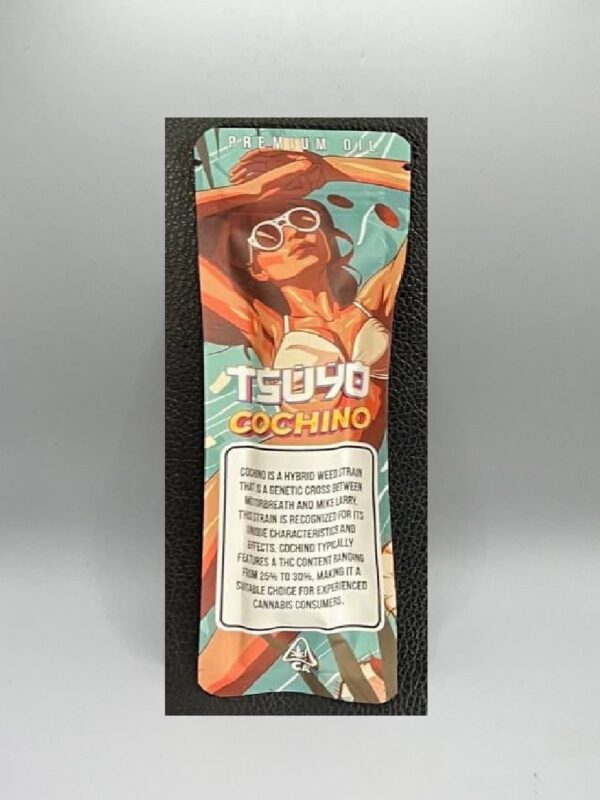 PREMIUM OIL
TSUYO
COCHINO
COCHINO IS A HYBRID WEED STRAIN
THAT IS A GENETIC CROSS BETWEEN
MOTORBREATH AND MIKE LARRY.
THIS STRAIN IS RECOGNIZED FOR ITS
UNIQUE CHARACTERISTICS AND
EFFECTS. COCHINO TYPICALLY
FEATURES A THC CONTENT RANGING
FROM 25% TO 30%, MAKING IT A
SUITABLE CHOICE FOR EXPERIENCED
CANNABIS CONSUMERS.
CA